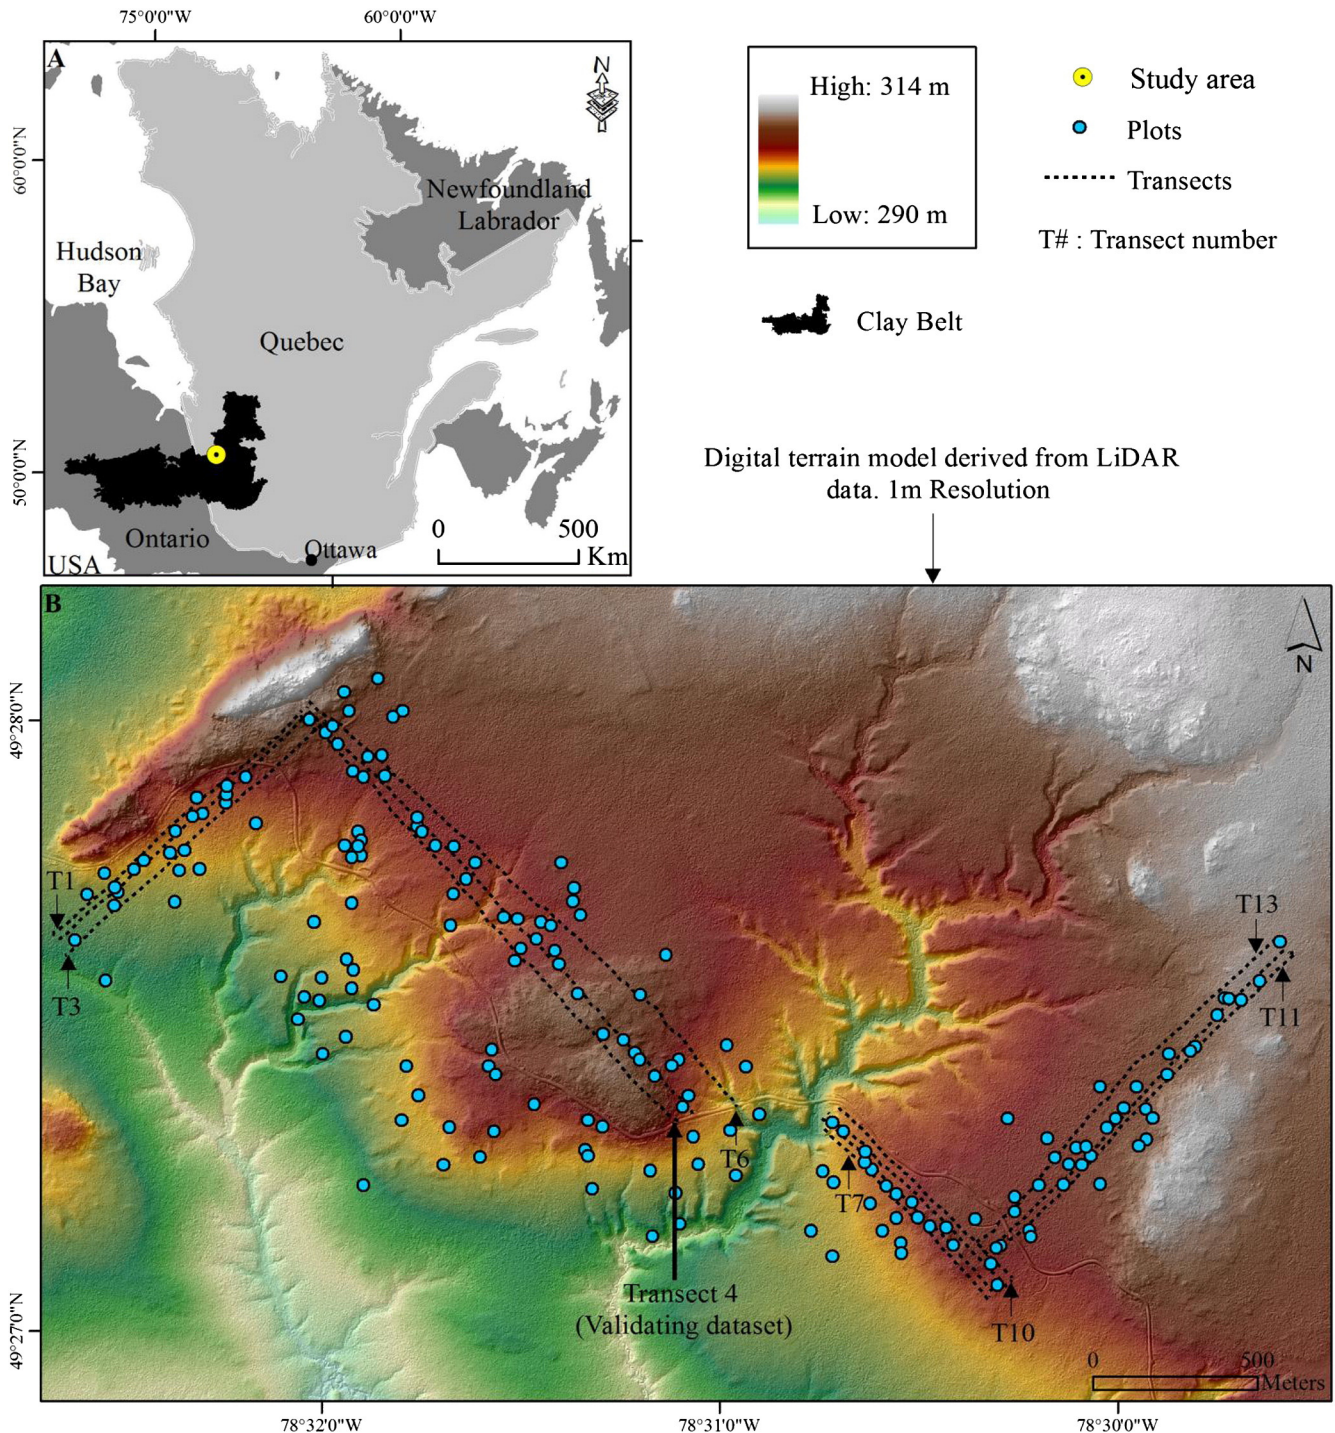 75°0'0"W
60°0'0"W
A
N
60°0'0"N
50°0'0"N
Newfoundland
Labrador
Hudson
Bay
Quebec
Ontario
Ottawa
USA
0
500
Km
High: 314 m
Low: 290 m
Study area
Plots
Transects
T# : Transect number
Clay Belt
Digital terrain model derived from LiDAR
data. 1m Resolution
B
N
49°28'0"N
49°27'0"N
T1
T3
T13
T11
T6
T7
T10
Transect 4
(Validating dataset)
0
500
Meters
78°32'0"W
78°31'0"W
78°30'0"W